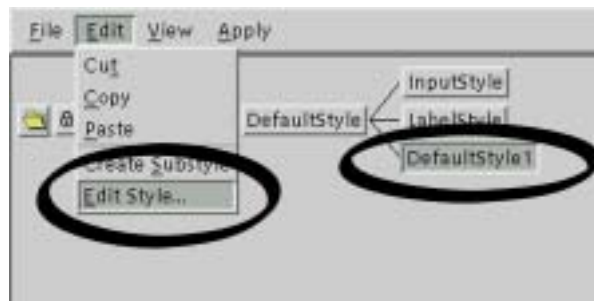 File Edit View Apply
Cut
Copy
Paste
Create Substyle
Edit Style...
DefaultStyle
InputStyle
LabelStyle
DefaultStyle1